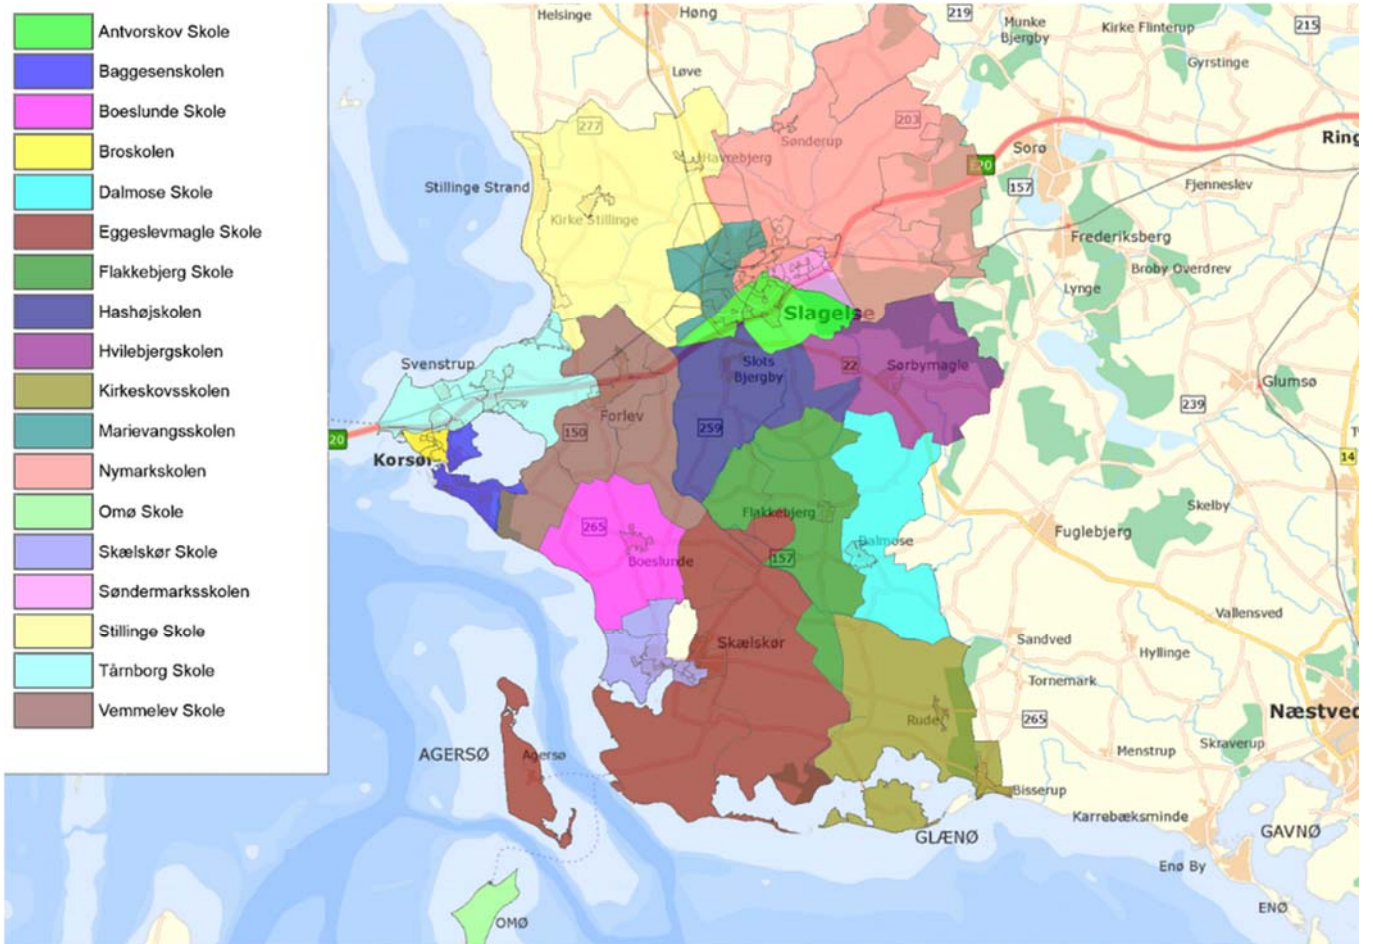 Antvorskov Skole
Baggesenskolen
Boeslunde Skole
Broskolen
Dalmose Skole
Eggeslevmagle Skole
Flakkebjerg Skole
Hashøjskolen
Hvilebjergskolen
Kirkeskovsskolen
Marievangsskolen
Nymarkskolen
Omø Skole
Skælskør Skole
Søndermarksskolen
Stillinge Skole
Tårnborg Skole
Vemmelev Skole
Helsinge
Høng
219
Munke
Bjergby
Kirke Flinterup
215
Løve
Gyrstinge
277
203
Sønderup
Ring
Havrebjerg
Sorø
E20
Stillinge Strand
157
Fjenneslev
Kirke Stillinge
Frederiksberg
Broby Overdrev
Lynge
Slagelse
Svenstrup
Slots
Bjergby
22
Sørbymagle
Glumsø
239
Forlev
150
259
20
Korsør
14
Skelby
265
Flakkebjerg
Fuglebjerg
Dalmose
157
Boeslunde
Vallensved
Skælskør
Sandved
Hyllinge
Tornemark
Rude
265
Næstved
Skraverup
Menstrup
AGERSØ
Agersø
Bisserup
Karrebæksminde
GLÆNØ
GAVNØ
Enø By
ENØ
OMØ